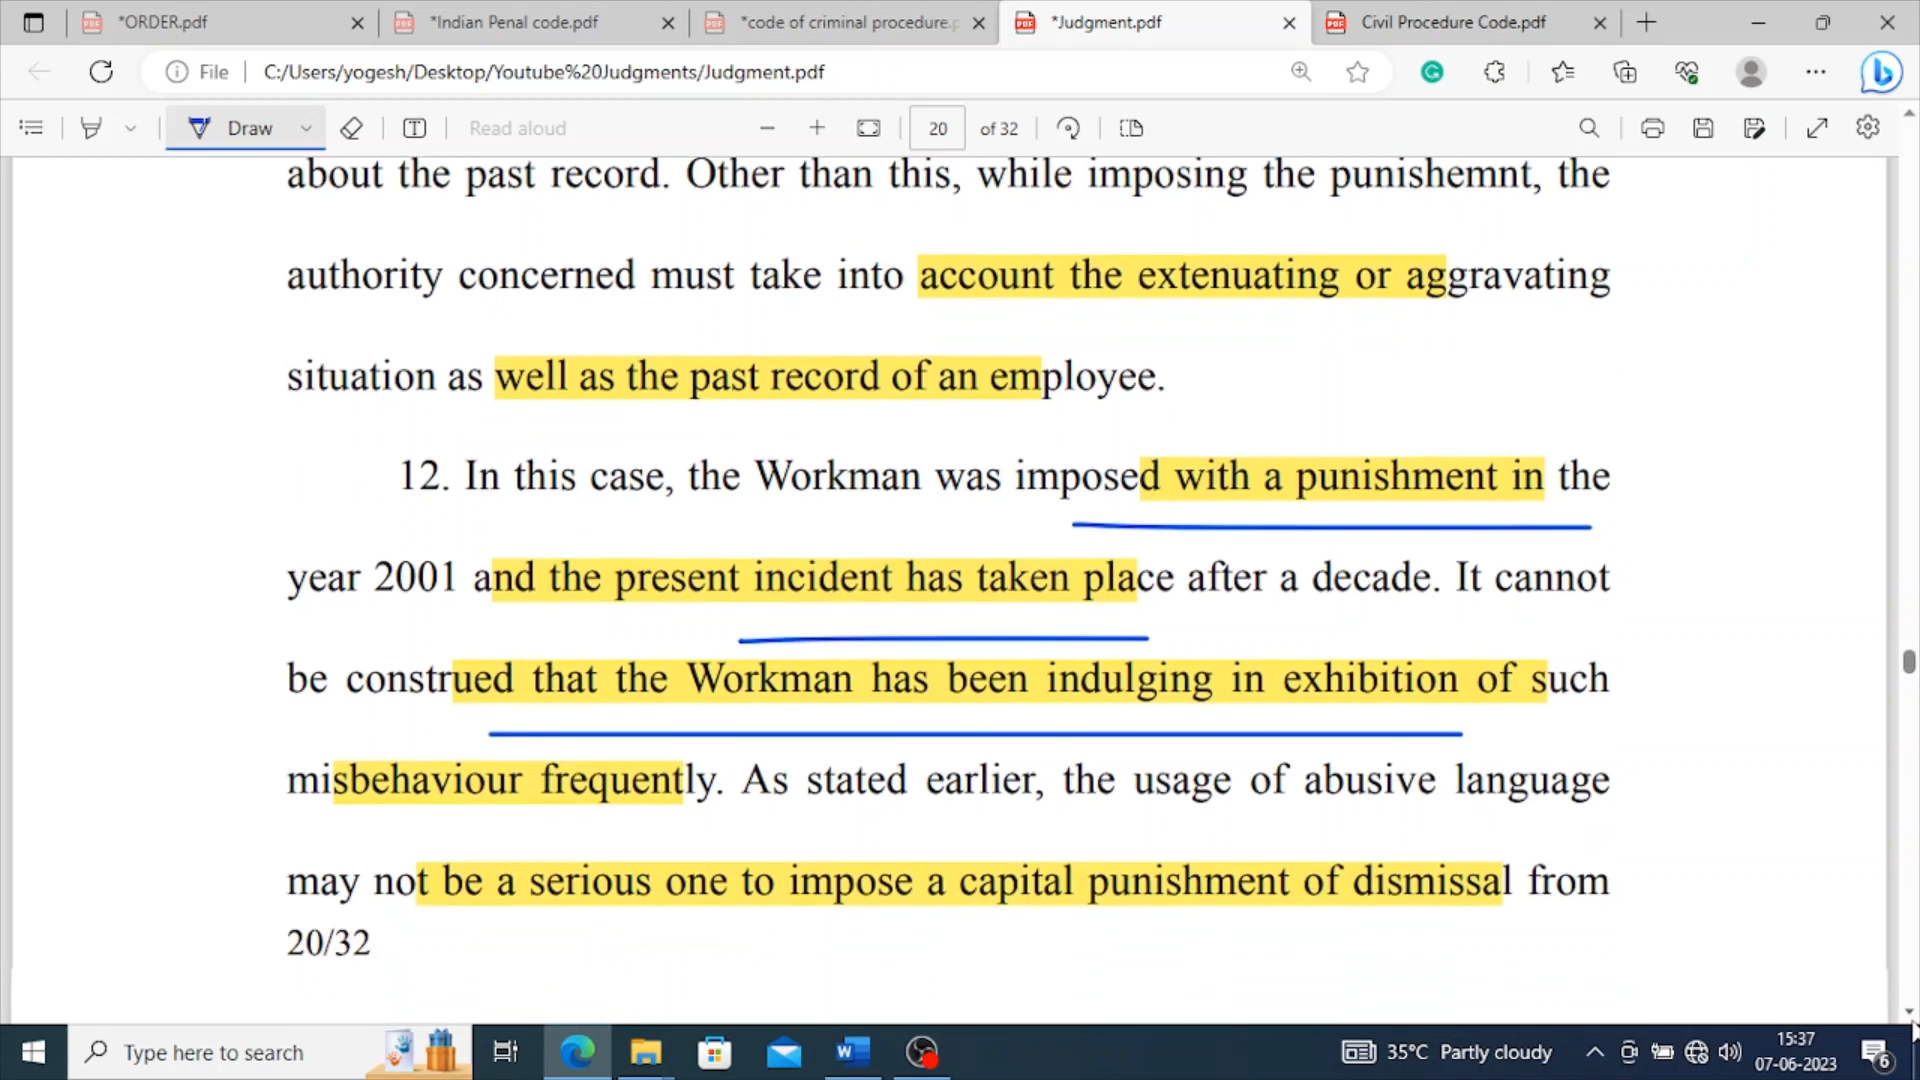 *ORDER.pdf
*Indian Penal code.pdf
*code of criminal procedure.p
*Judgment.pdf
Civil Procedure Code.pdf
File
C:/Users/yogesh/Desktop/Youtube%20Judgments/Judgment.pdf
Draw
Read aloud
20
of 32
about the past record. Other than this, while imposing the punishemnt, the
authority concerned must take into account the extenuating or aggravating
situation as well as the past record of an employee.
12. In this case, the Workman was imposed with a punishment in the
year 2001 and the present incident has taken place after a decade. It cannot
be construed that the Workman has been indulging in exhibition of such
misbehaviour frequently. As stated earlier, the usage of abusive language
may not be a serious one to impose a capital punishment of dismissal from
20/32
Type here to search
35°C Partly cloudy
15:37
07-06-2023
6